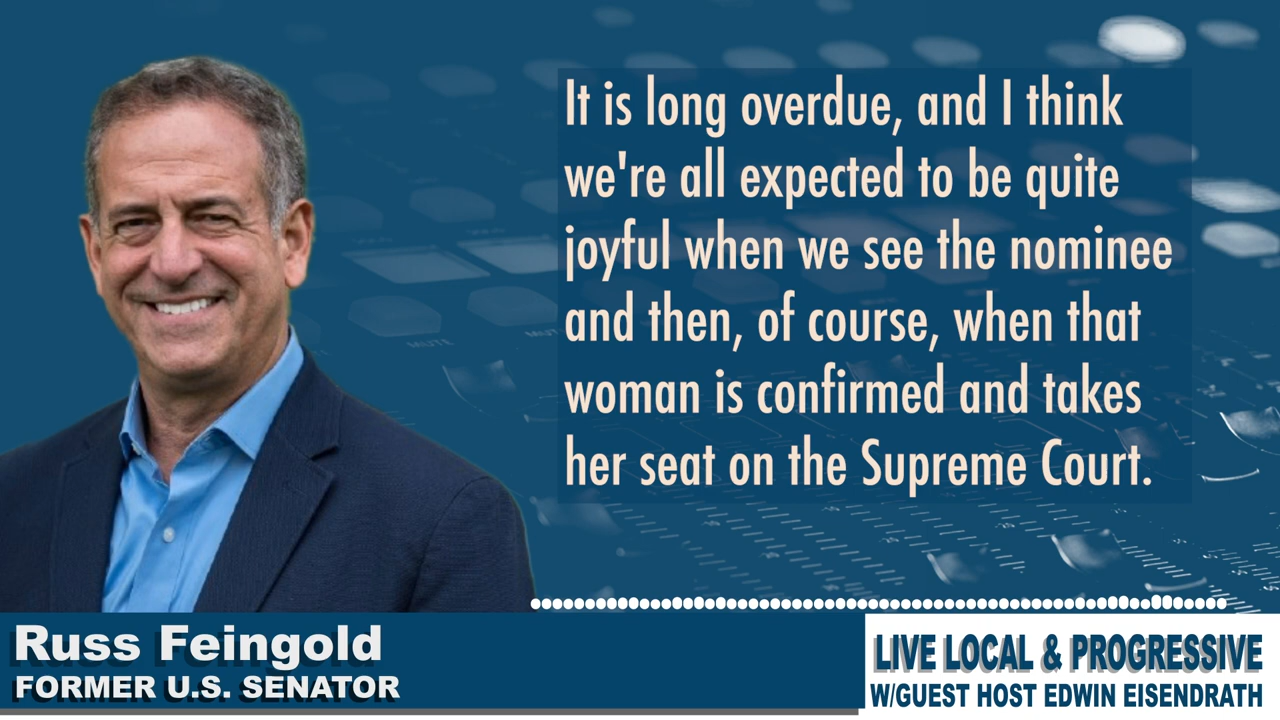 It is long overdue, and I think
we're all expected to be quite
joyful when we see the nominee
and then, of course, when that
woman is confirmed and takes
her seat on the Supreme Court.
Russ Feingold
FORMER U.S. SENATOR
LIVE LOCAL & PROGRESSIVE
W/GUEST HOST EDWIN EISENDRATH
MUTE